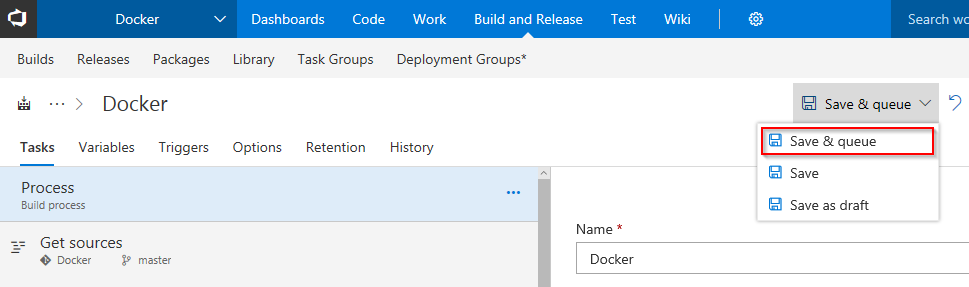 Docker Dashboards Code Work Build and Release Test Wiki Search wo
Builds Releases Packages Library Task Groups Deployment Groups*
... Docker Save & queue
Save & queue
Save
Save as draft
Tasks Variables Triggers Options Retention History
Process
Build process
...
Get sources
Docker master
Name *
Docker